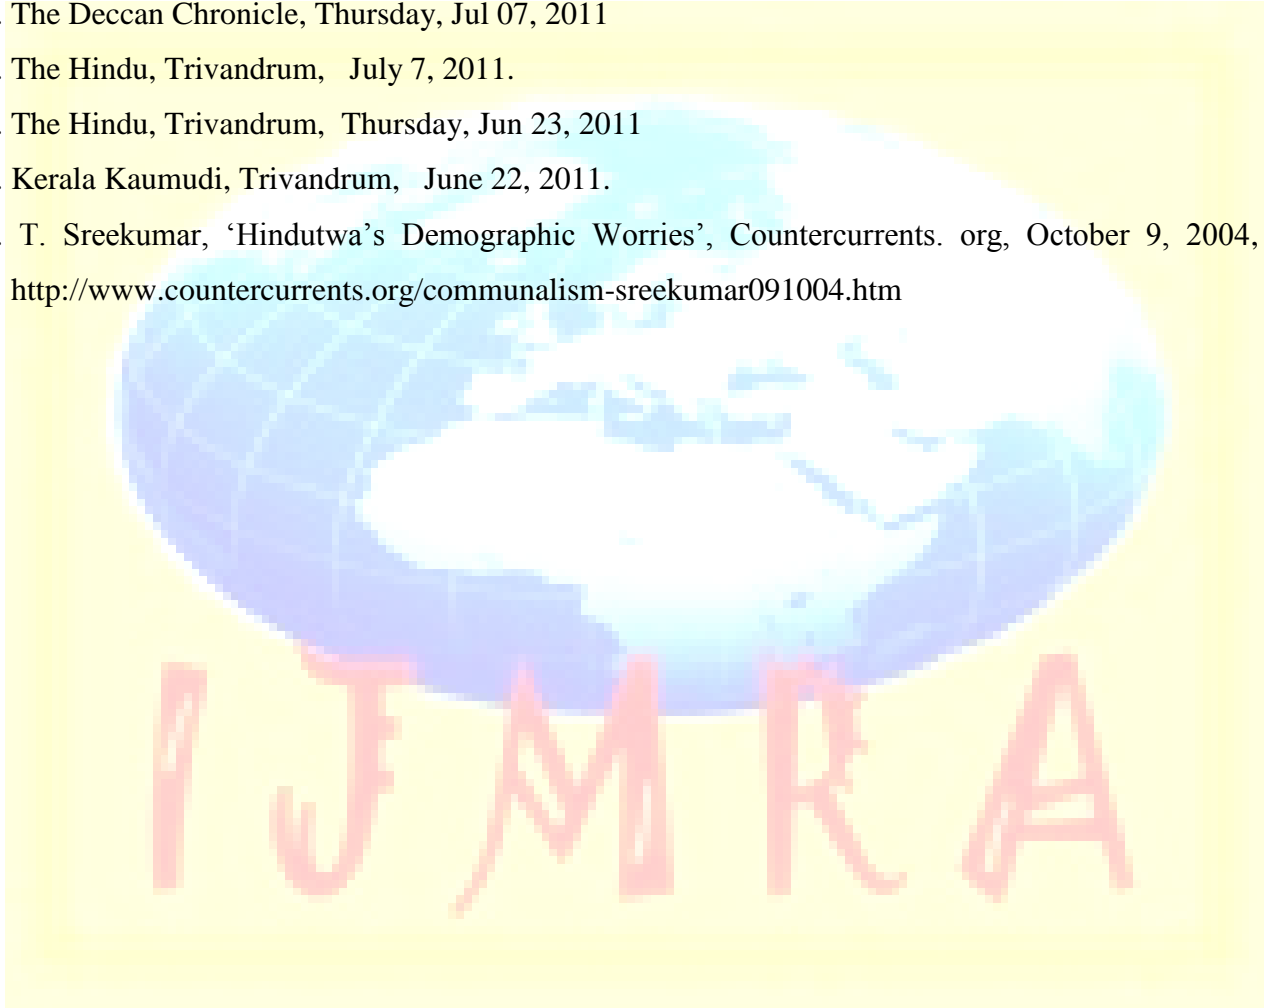 . The Deccan Chronicle, Thursday, Jul 07, 2011
. The Hindu, Trivandrum, July 7, 2011.
. The Hindu, Trivandrum, Thursday, Jun 23, 2011
. Kerala Kaumudi, Trivandrum, June 22, 2011.
. T. Sreekumar, ‘Hindutwa’s Demographic Worries’, Countercurrents. org, October 9, 2004,
http://www.countercurrents.org/communalism-sreekumar091004.htm
IJMRA